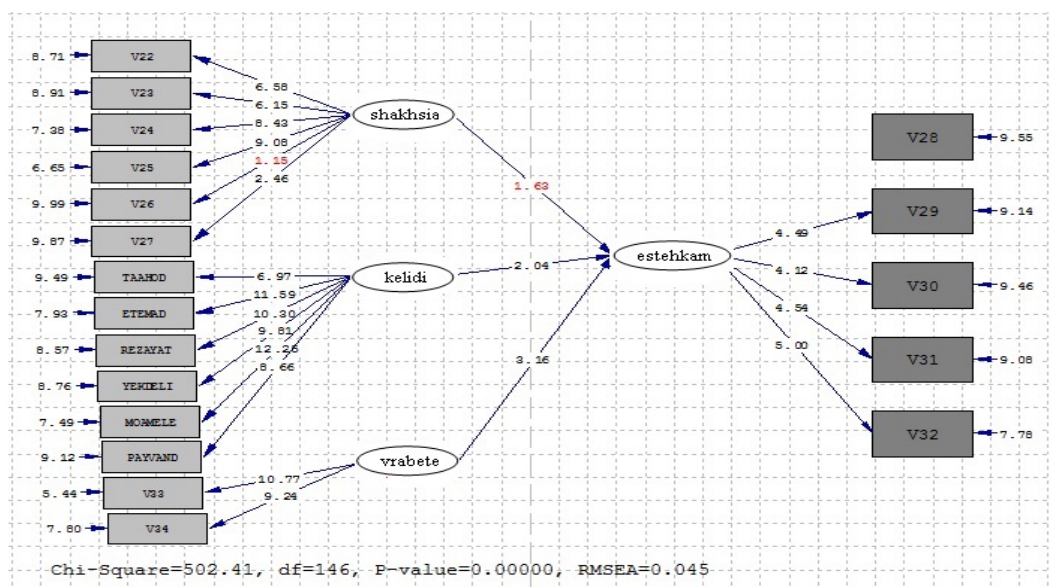 8.71 V22
8.91 V23
7.38 V24
6.65 V25
9.99 V26
9.87 V27
9.49 TAAHOD
7.93 ETEMAD
8.57 REZAYAT
8.76 YEKDELI
7.49 MOAMELE
9.12 PAYVAND
5.44 V33
7.80 V34
6.58
6.15
8.43
9.08
1.15
2.46
6.97
11.59
10.30
9.81
8.66
10.77
9.24
shakhsia
kelidi
vrabete
1.63
2.04
3.16
estehkam
4.49
4.12
4.54
5.00
V28 9.55
V29 9.14
V30 9.46
V31 9.08
V32 7.78
Chi-Square=502.41, df=146, P-value=0.00000, RMSEA=0.045